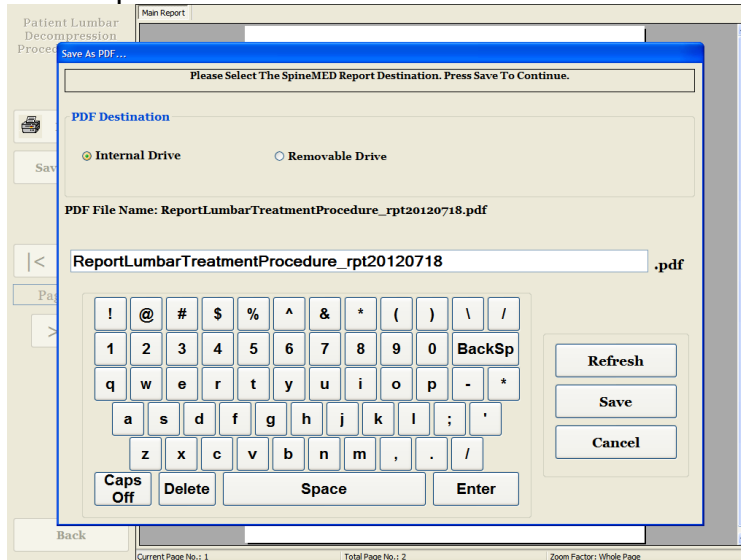 Main Report
Patient Lumbar
Decompression
Save As PDF...
Please Select The SpineMED Report Destination. Press Save To Continue.
PDF Destination
Internal Drive
Removable Drive
PDF File Name: ReportLumbarTreatmentProcedure_rpt20120718.pdf
ReportLumbarTreatmentProcedure_rpt20120718 .pdf
|<
>
! @ # $ % ^ & * ( ) \ /
1 2 3 4 5 6 7 8 9 0 BackSp
q w e r t y u i o p - *
a s d f g h j k l ; '
z x c v b n m , . /
Caps Off Delete Space Enter
Refresh
Save
Cancel
Back
Current Page No.: 1 Total Page No.: 2 Zoom Factor: Whole Page